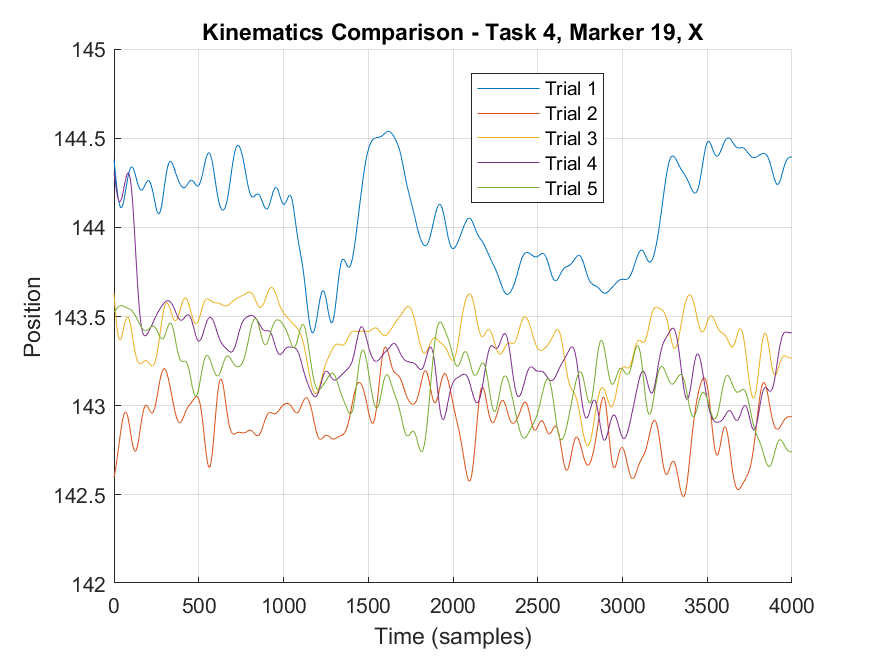 Kinematics Comparison - Task 4, Marker 19, X
145
144.5
144
143.5
143
142.5
142
Position
Trial 1
Trial 2
Trial 3
Trial 4
Trial 5
0 500 1000 1500 2000 2500 3000 3500 4000
Time (samples)